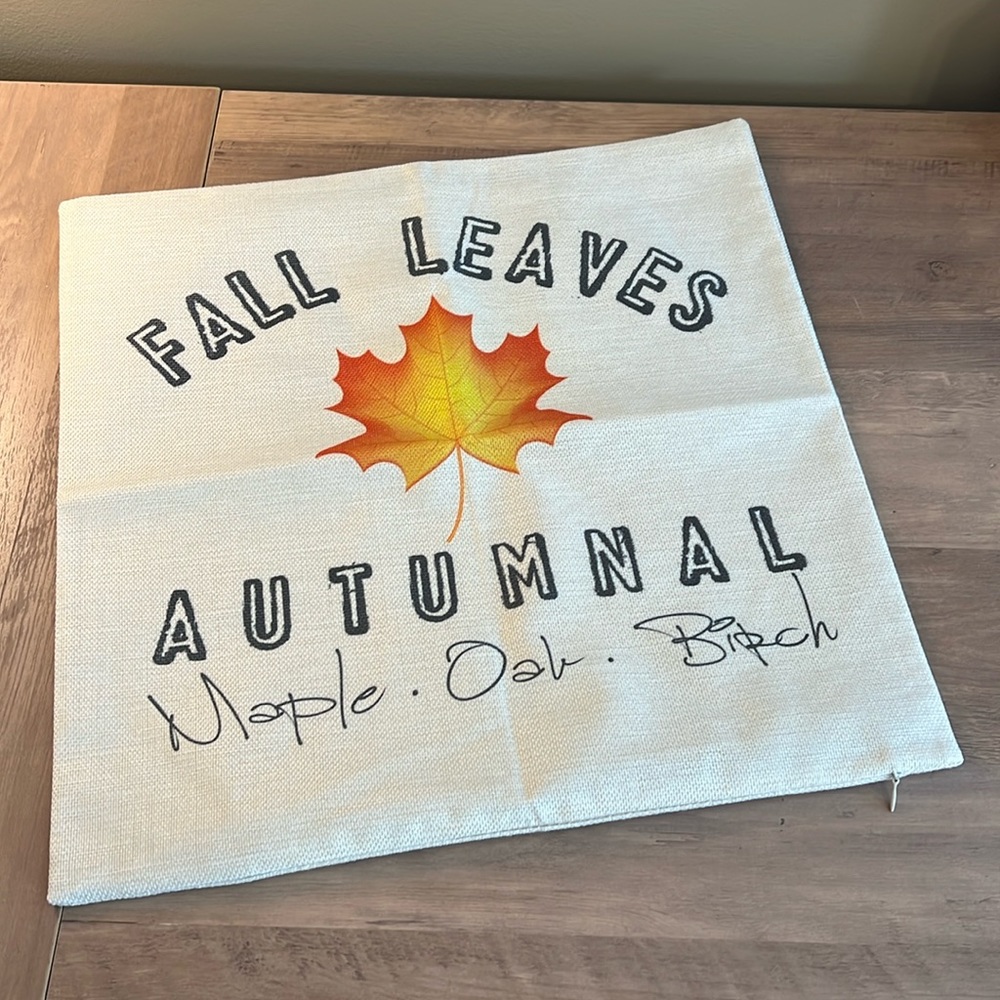 FALL LEAVES
AUTUMNAL
Maple · Oak · Birch